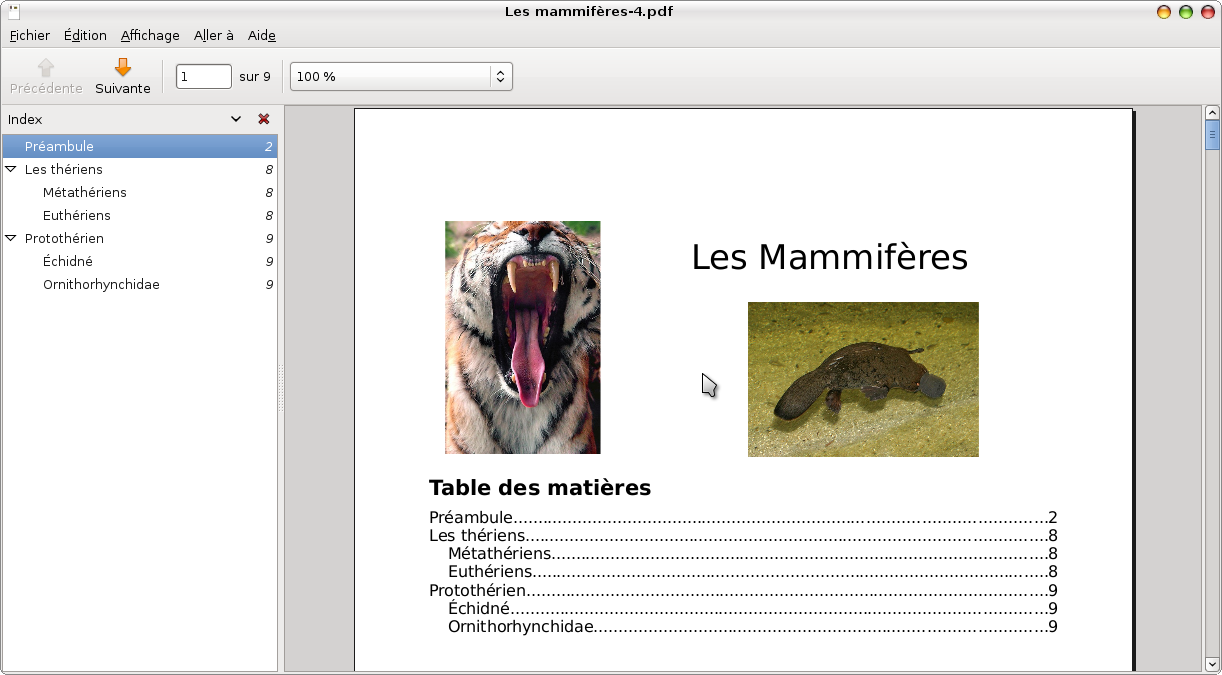 Les mammifères-4.pdf
Fichier Édition Affichage Aller à Aide
Précédente Suivante 1 sur 9 100 %
Index
Préambule 2
Les thériens 8
Métathériens 8
Euthériens 8
Protothérien 9
Échidné 9
Ornithorhynchidae 9
Les Mammifères
Table des matières
Préambule.....2
Les thériens.....8
Métathériens.....8
Euthériens.....8
Protothérien.....9
Échidné.....9
Ornithorhynchidae.....9